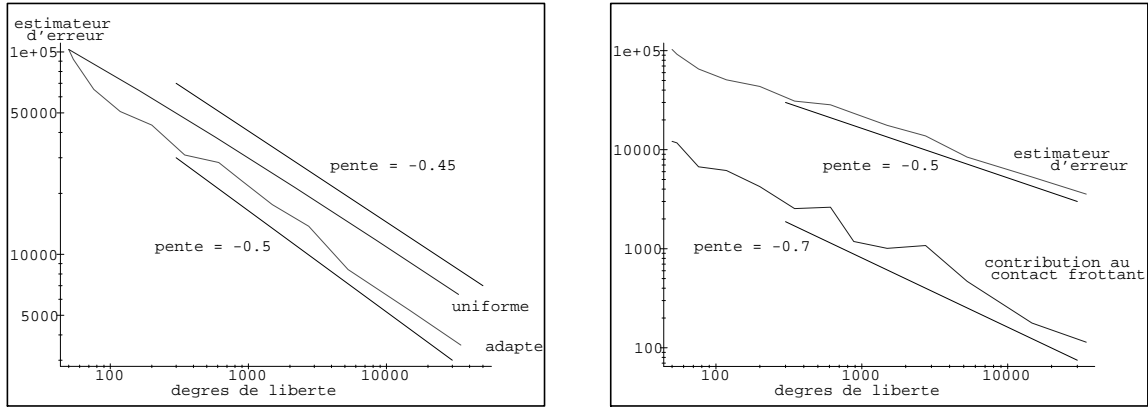 estimateur
d'erreur
1e+05
50000
pente = -0.45
pente = -0.5
10000
uniforme
5000
adapte
100 1000 10000
degres de liberte
1e+05
10000
pente = -0.5
estimateur
d'erreur
1000
pente = -0.7
contribution au
contact frottant
100
100 1000 10000
degres de liberte